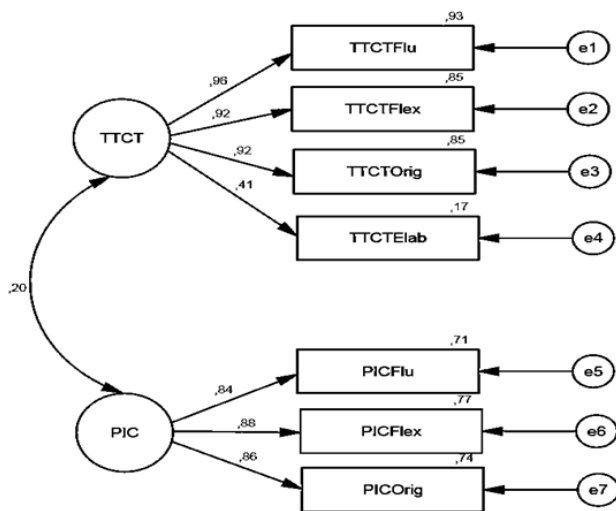 ,93
TTCTFlu
e1
,96
,85
TTCTFlex
e2
,92
TTCT
,85
,92
TTCTOrig
e3
,41
,17
TTCTElab
e4
,20
,71
PICFlu
e5
,84
,77
PIC
,88
PICFlex
e6
,86
,74
PICOrig
e7